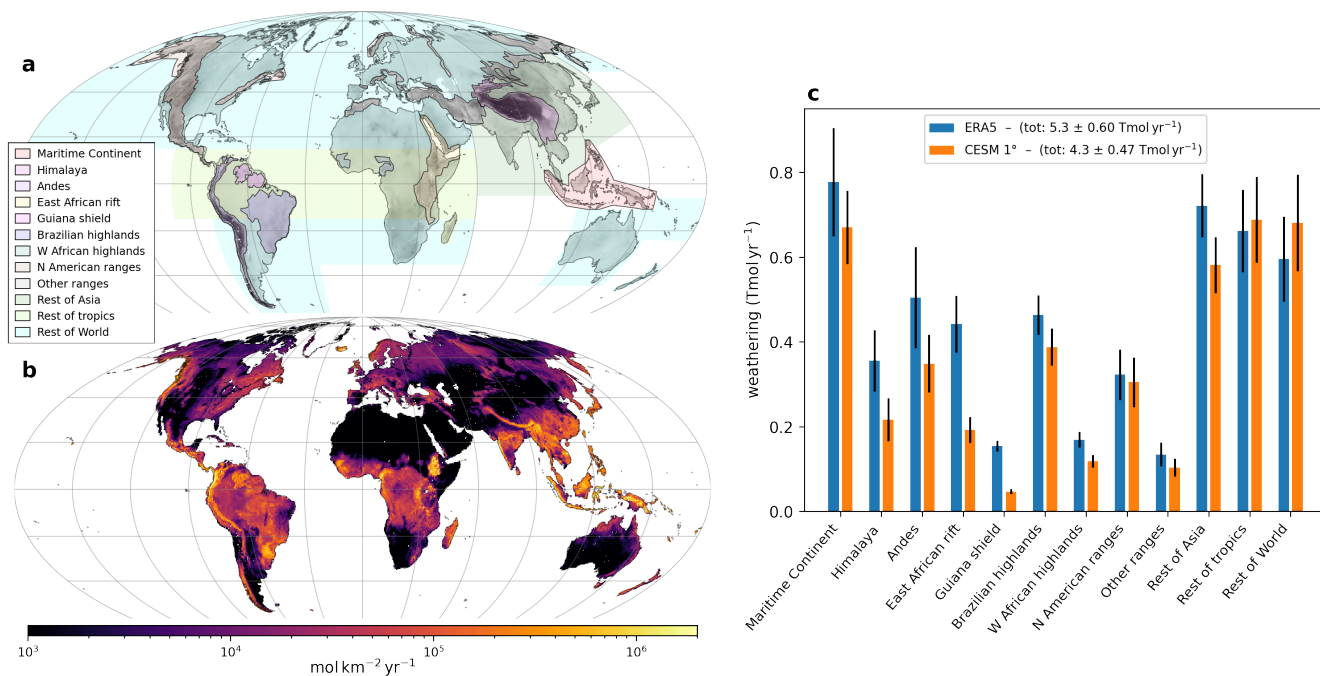 a
Maritime Continent
Himalaya
Andes
East African rift
Guiana shield
Brazilian highlands
W African highlands
N American ranges
Other ranges
Rest of Asia
Rest of tropics
Rest of World
b
10³ 10⁴ 10⁵ 10⁶
mol km⁻² yr⁻¹
c
ERA5 – (tot: 5.3 ± 0.60 Tmol yr⁻¹)
CESM 1° – (tot: 4.3 ± 0.47 Tmol yr⁻¹)
weathering (Tmol yr⁻¹)
0.8
0.6
0.4
0.2
0.0
Maritime Continent
Himalaya
Andes
East African rift
Guiana shield
Brazilian highlands
W African highlands
N American ranges
Other ranges
Rest of Asia
Rest of tropics
Rest of World